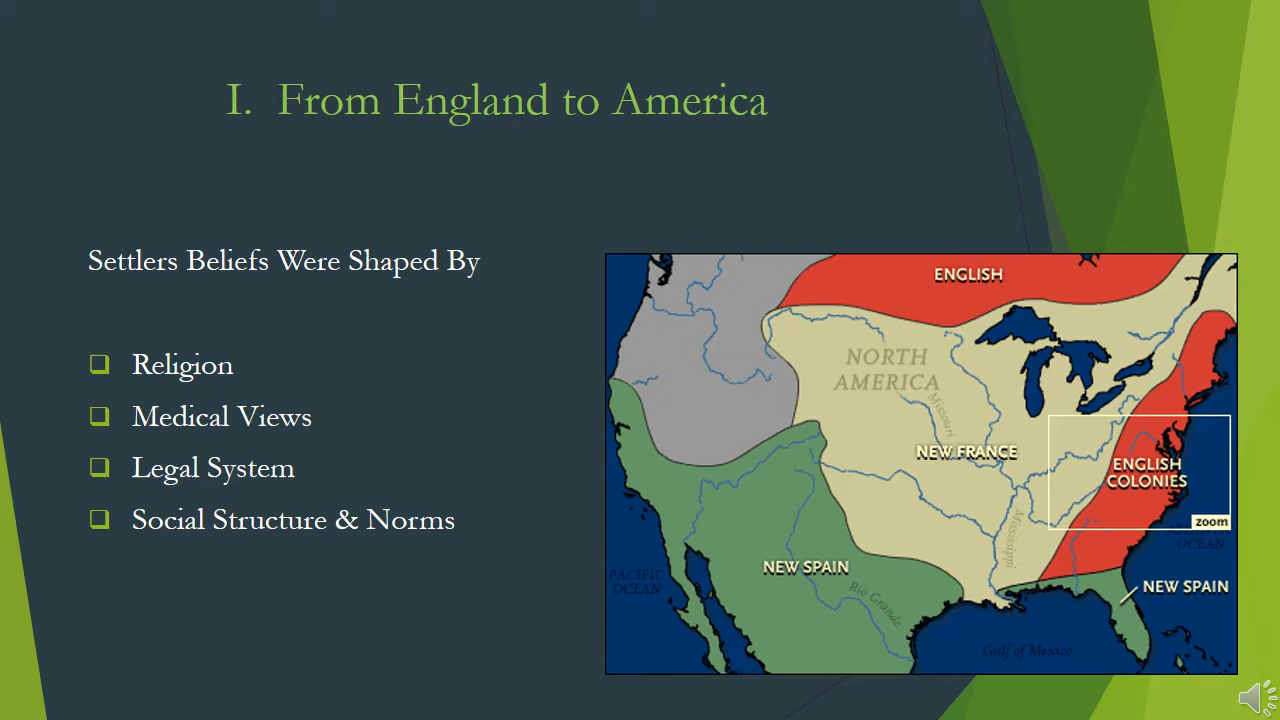 I. From England to America
Settlers Beliefs Were Shaped By
Religion
Medical Views
Legal System
Social Structure & Norms
ENGLISH
NORTH
AMERICA
Missouri
NEW FRANCE
ENGLISH
COLONIES
zoom
ATLANTIC
OCEAN
Mississippi
NEW SPAIN
PACIFIC
OCEAN
Rio Grande
NEW SPAIN
Gulf of Mexico